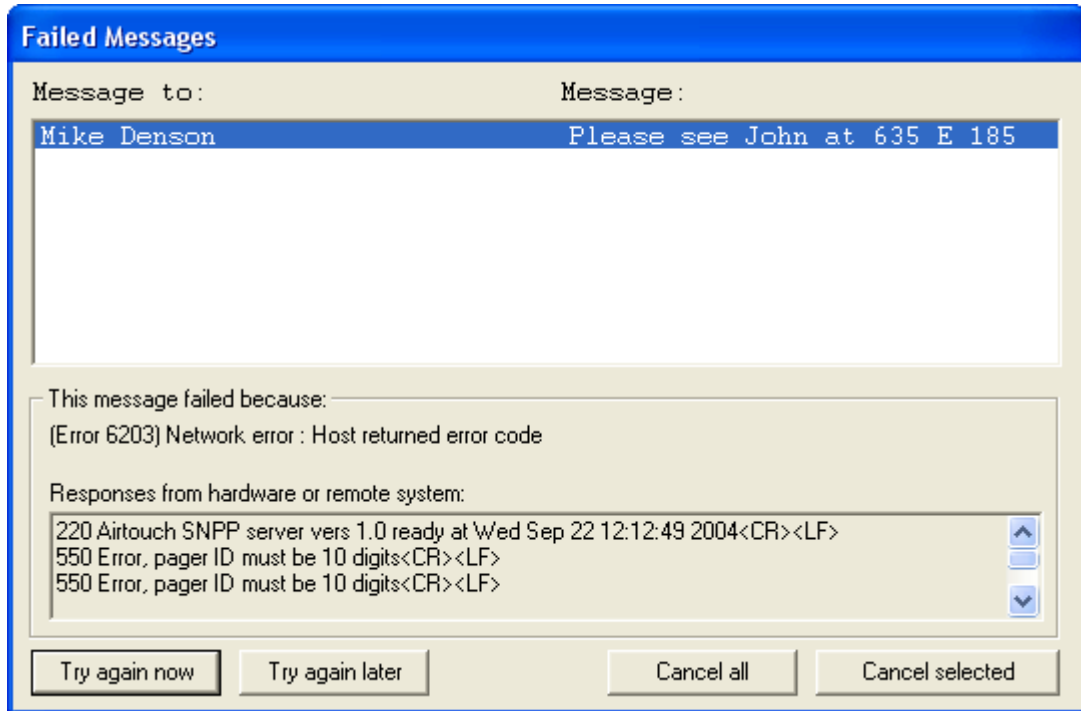 Failed Messages
Message to: Message:
Mike Denson Please see John at 635 E 185
This message failed because:
(Error 6203) Network error : Host returned error code
Responses from hardware or remote system:
220 Airtouch SNPP server vers 1.0 ready at Wed Sep 22 12:12:49 2004<CR><LF>
550 Error, pager ID must be 10 digits<CR><LF>
550 Error, pager ID must be 10 digits<CR><LF>
Try again now Try again later Cancel all Cancel selected